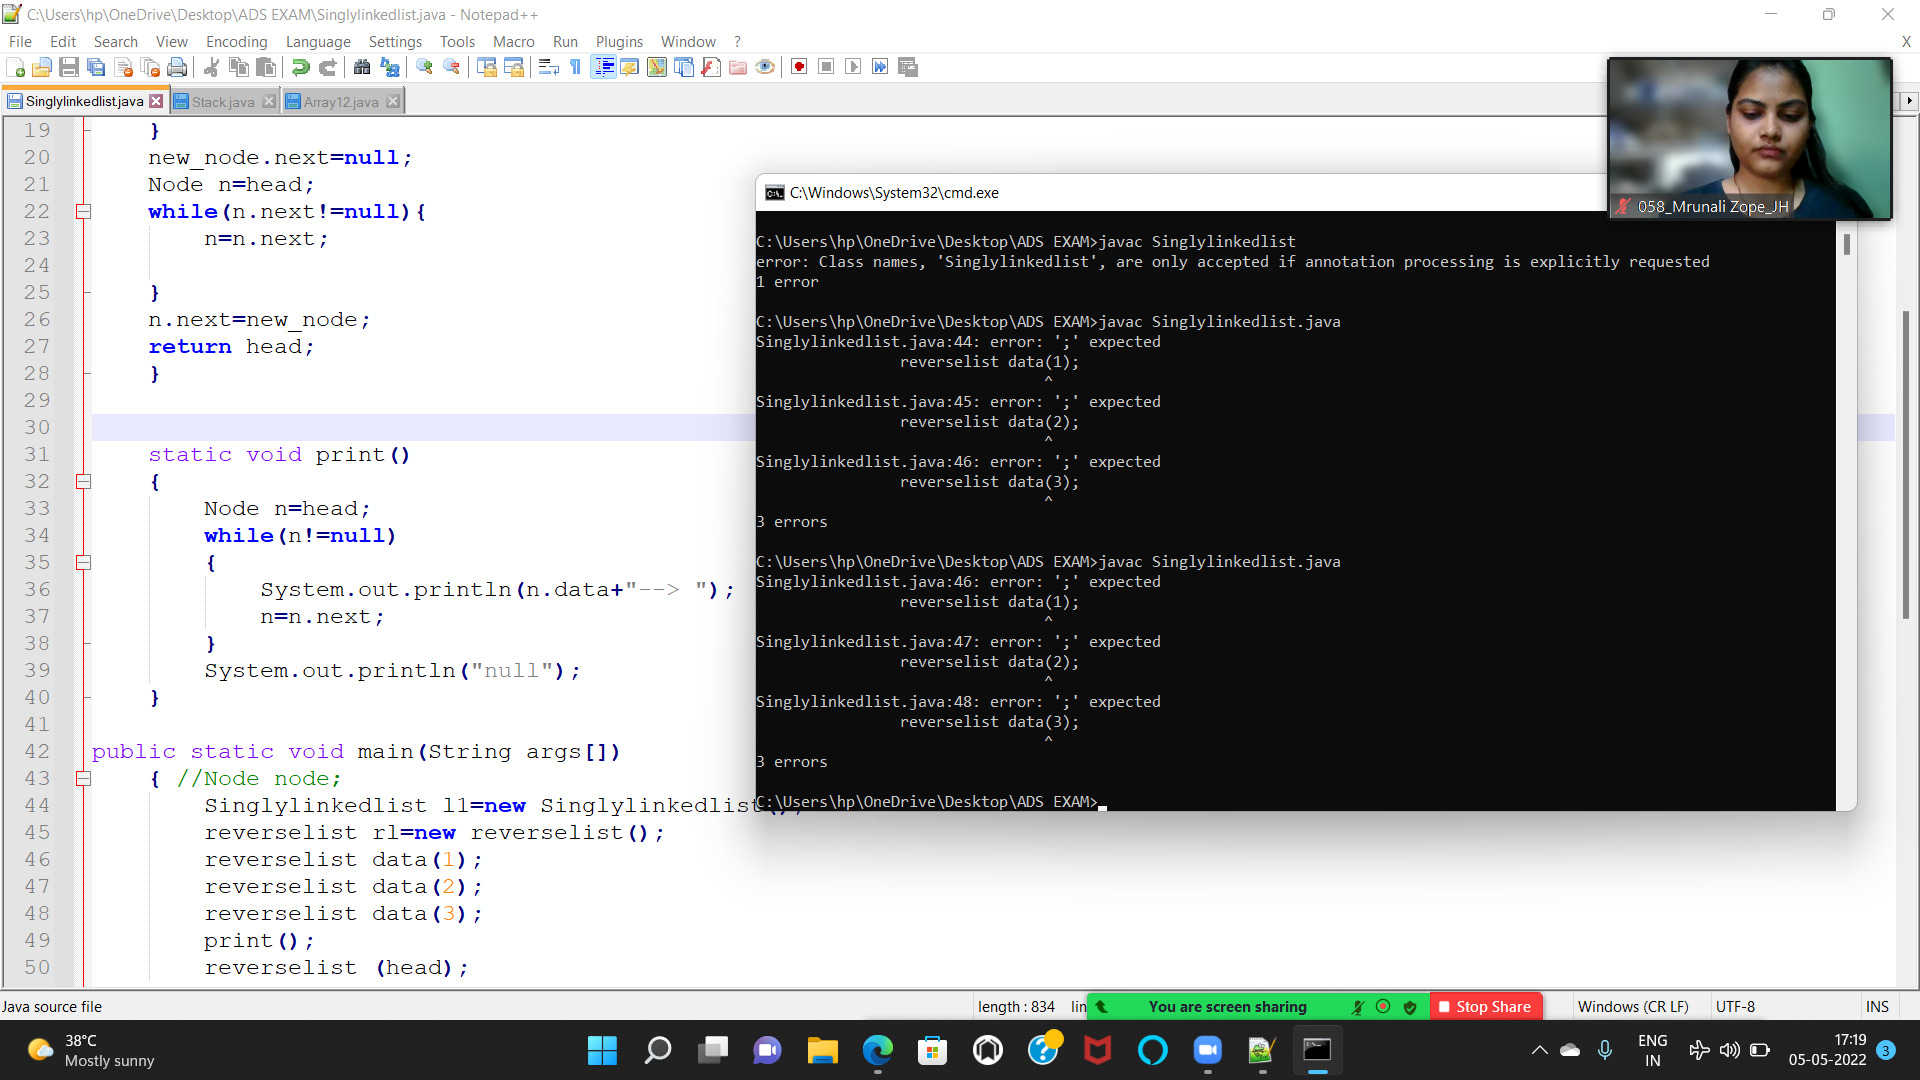 C:\Users\hp\OneDrive\Desktop\ADS EXAM\Singlylinkedlist.java - Notepad++
File Edit Search View Encoding Language Settings Tools Macro Run Plugins Window ? X
Singlylinkedlist.java Stack.java Array12.java
19 }
20 new_node.next=null;
21 Node n=head;
22 while(n.next!=null){
23 n=n.next;
24
25 }
26 n.next=new_node;
27 return head;
28 }
29
30
31 static void print()
32 {
33 Node n=head;
34 while(n!=null)
35 {
36 System.out.println(n.data+"--> ");
37 n=n.next;
38 }
39 System.out.println("null");
40 }
41
42 public static void main(String args[])
43 { //Node node;
44 Singlylinkedlist l1=new Singlylinkedlist();
45 reverselist rl=new reverselist();
46 reverselist data(1);
47 reverselist data(2);
48 reverselist data(3);
49 print();
50 reverselist (head);
C:\Windows\System32\cmd.exe
C:\Users\hp\OneDrive\Desktop\ADS EXAM>javac Singlylinkedlist
error: Class names, 'Singlylinkedlist', are only accepted if annotation processing is explicitly requested
1 error
C:\Users\hp\OneDrive\Desktop\ADS EXAM>javac Singlylinkedlist.java
Singlylinkedlist.java:44: error: ';' expected
reverselist data(1);
^
Singlylinkedlist.java:45: error: ';' expected
reverselist data(2);
^
Singlylinkedlist.java:46: error: ';' expected
reverselist data(3);
^
3 errors
C:\Users\hp\OneDrive\Desktop\ADS EXAM>javac Singlylinkedlist.java
Singlylinkedlist.java:46: error: ';' expected
reverselist data(1);
^
Singlylinkedlist.java:47: error: ';' expected
reverselist data(2);
^
Singlylinkedlist.java:48: error: ';' expected
reverselist data(3);
^
3 errors
C:\Users\hp\OneDrive\Desktop\ADS EXAM>
058_Mrunali Zope_JH
Java source file length : 834 lin You are screen sharing Stop Share Windows (CR LF) UTF-8 INS
38°C
Mostly sunny
ENG
IN
17:19
05-05-2022
3